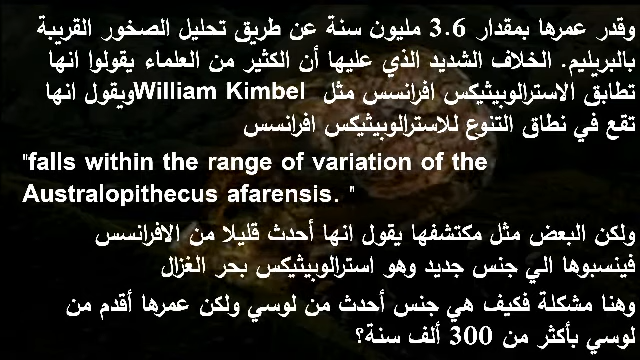 وقدر عمرها بمقدار 3.6 مليون سنة عن طريق تحليل الصخور القريبة
بالبريليم. الخلاف الشديد الذي عليها أن الكثير من العلماء يقولوا انها
تطابق الاسترالوبيثيكس افرانسس مثل William Kimbel ويقول انها
تقع في نطاق التنوع للاسترالوبيثيكس افرانسس
"falls within the range of variation of the
Australopithecus afarensis. "
ولكن البعض مثل مكتشفها يقول انها أحدث قليلا من الافرانسس
فينسبوها الي جنس جديد وهو استرالوبيثيكس بحر الغزال
وهنا مشكلة فكيف هي جنس أحدث من لوسي ولكن عمرها أقدم من
لوسي بأكثر من 300 ألف سنة؟